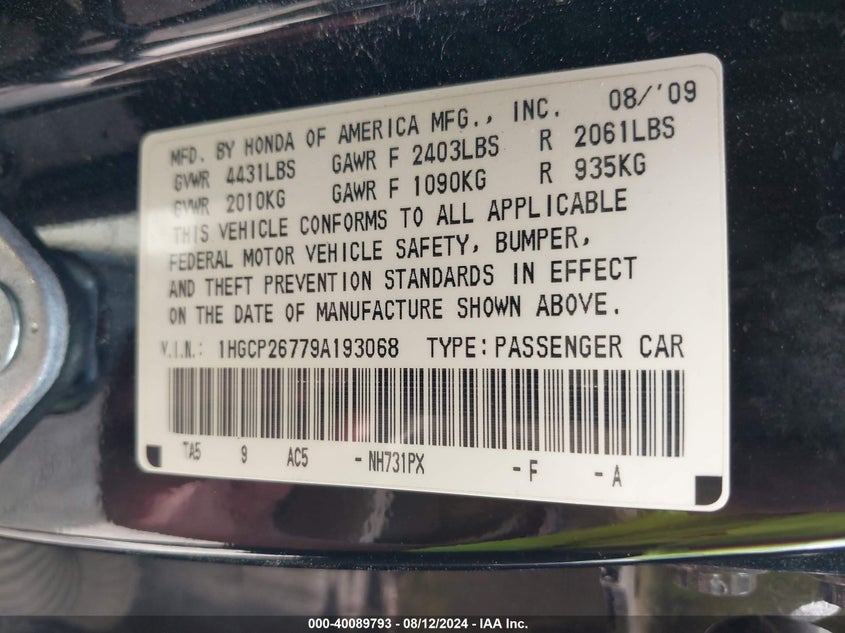 MFD. BY HONDA OF AMERICA MFG., INC. 08/'09
GVWR 4431LBS GAWR F 2403LBS R 2061LBS
GVWR 2010KG GAWR F 1090KG R 935KG
THIS VEHICLE CONFORMS TO ALL APPLICABLE
FEDERAL MOTOR VEHICLE SAFETY, BUMPER,
AND THEFT PREVENTION STANDARDS IN EFFECT
ON THE DATE OF MANUFACTURE SHOWN ABOVE.
V.I.N.: 1HGCP26779A193068 TYPE: PASSENGER CAR
TA5 9 AC5 -NH731PX -F -A
000-40089793 - 08/12/2024 - IAA Inc.